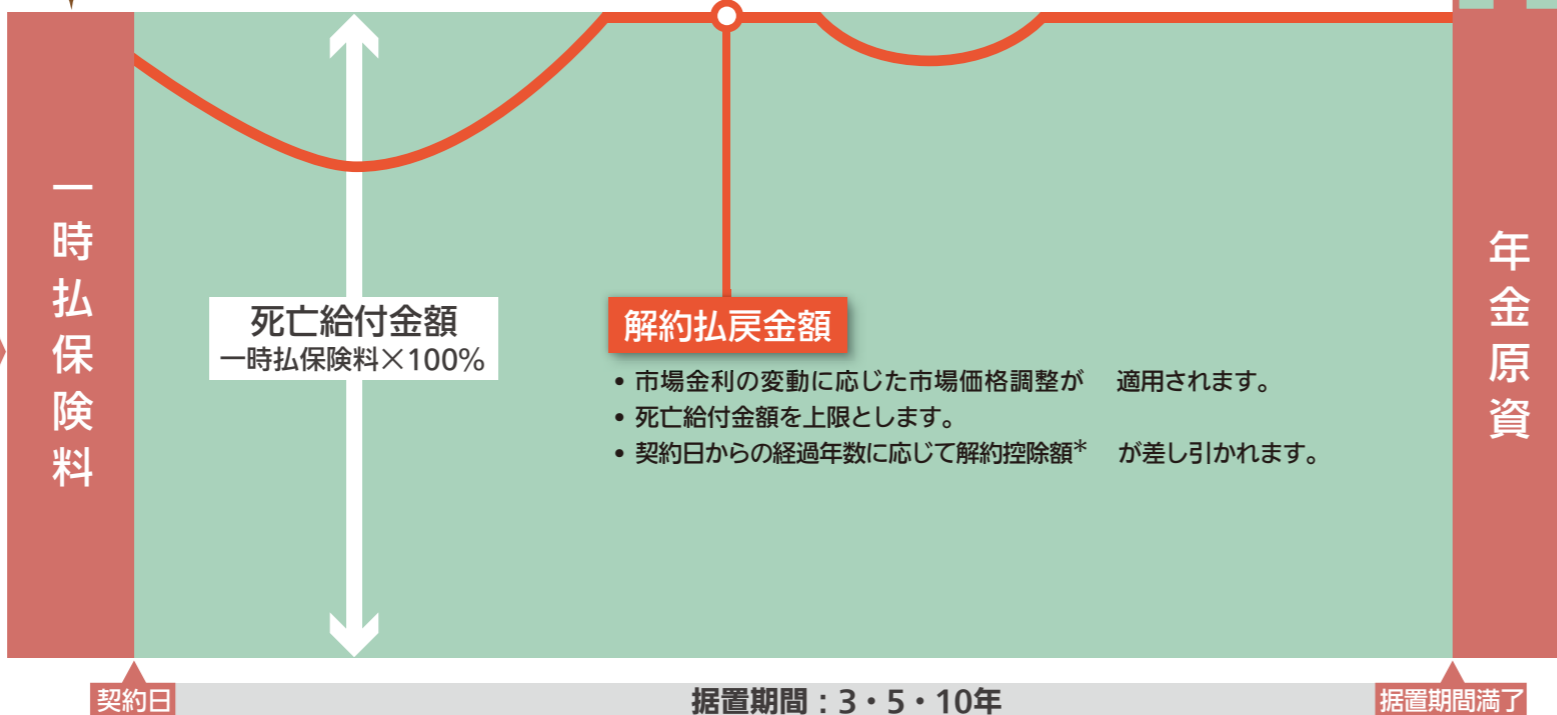 一時払保険料
死亡給付金額
一時払保険料×100%
解約払戻金額
• 市場金利の変動に応じた市場価格調整が 適用されます。
• 死亡給付金額を上限とします。
• 契約日からの経過年数に応じて解約控除額* が差し引かれます。
年金原資
契約日
据置期間：3・5・10年
据置期間満了